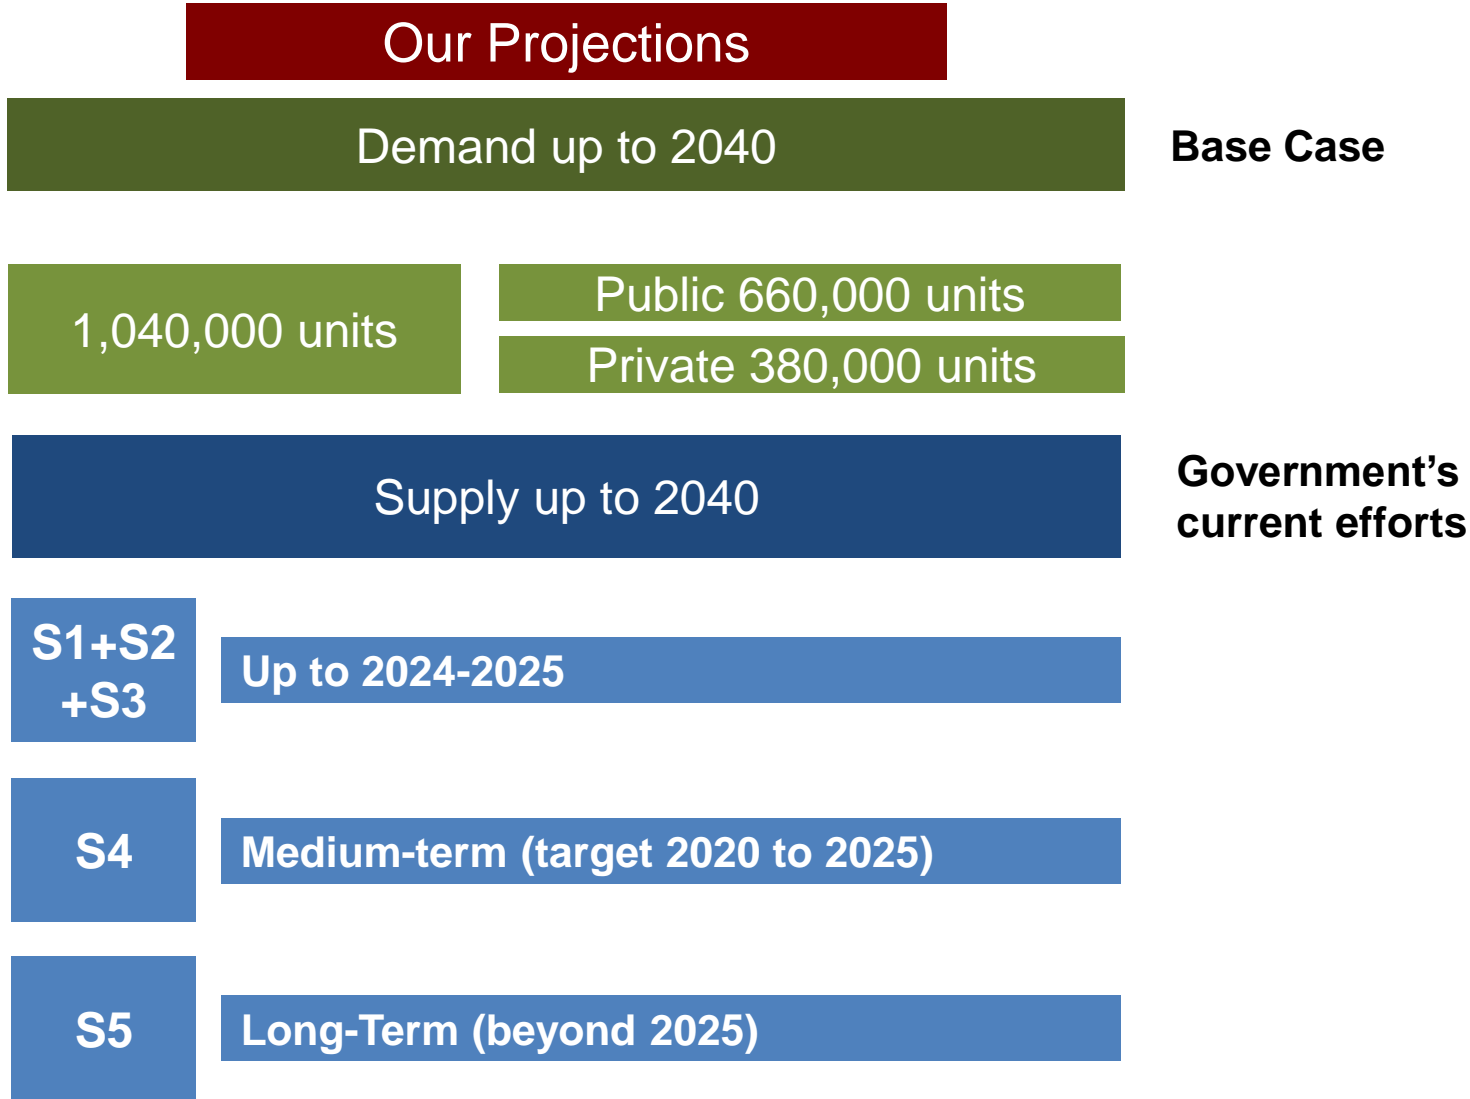 Our Projections
Demand up to 2040
Base Case
1,040,000 units
Public 660,000 units
Private 380,000 units
Supply up to 2040
Government’s
current efforts
S1+S2
+S3
Up to 2024-2025
S4
Medium-term (target 2020 to 2025)
S5
Long-Term (beyond 2025)